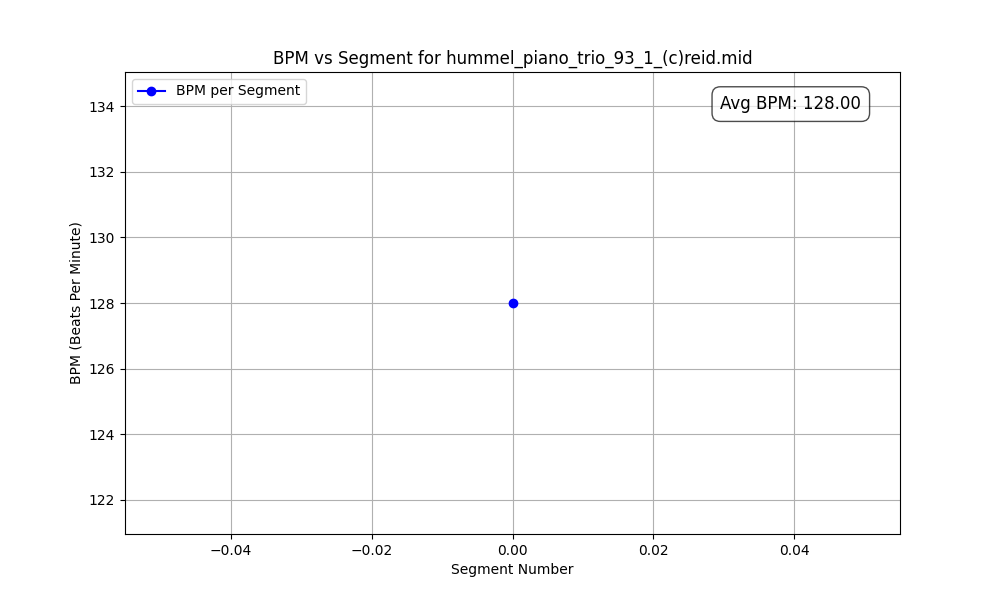 BPM vs Segment for hummel_piano_trio_93_1_(c)reid.mid
BPM per Segment
Avg BPM: 128.00
134
132
130
128
126
124
122
BPM (Beats Per Minute)
−0.04
−0.02
0.00
0.02
0.04
Segment Number